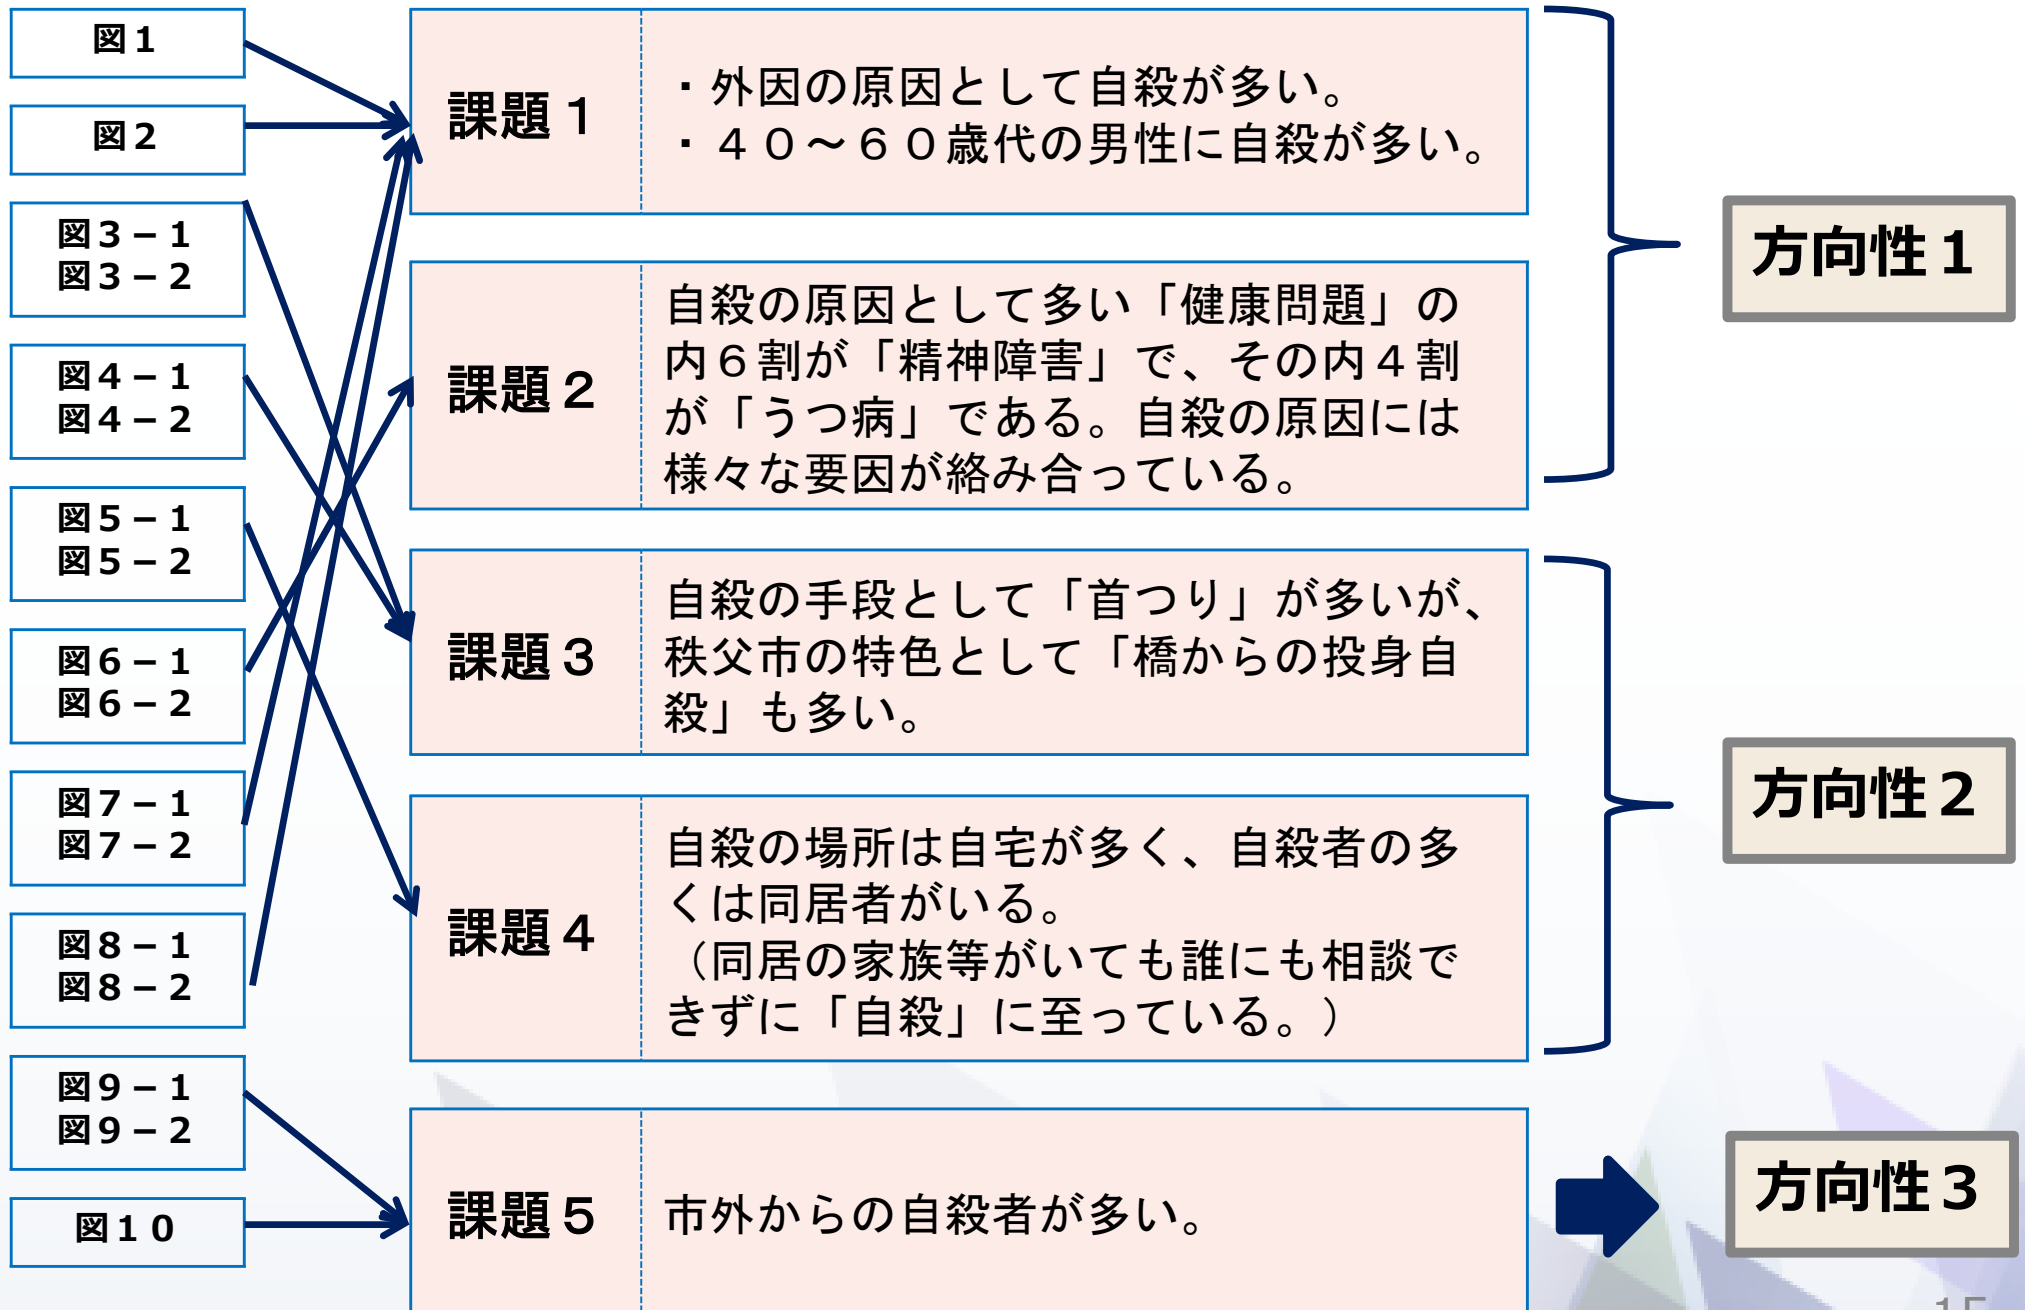 図１
図２
図３－１
図３－２
図４－１
図４－２
図５－１
図５－２
図６－１
図６－２
図７－１
図７－２
図８－１
図８－２
図９－１
図９－２
図１０
課題１
・外因の原因として自殺が多い。
・４０～６０歳代の男性に自殺が多い。
課題２
自殺の原因として多い「健康問題」の
内６割が「精神障害」で、その内４割
が「うつ病」である。自殺の原因には
様々な要因が絡み合っている。
課題３
自殺の手段として「首つり」が多いが、
秩父市の特色として「橋からの投身自
殺」も多い。
課題４
自殺の場所は自宅が多く、自殺者の多
くは同居者がいる。
（同居の家族等がいても誰にも相談で
きずに「自殺」に至っている。）
課題５
市外からの自殺者が多い。
方向性１
方向性２
方向性３